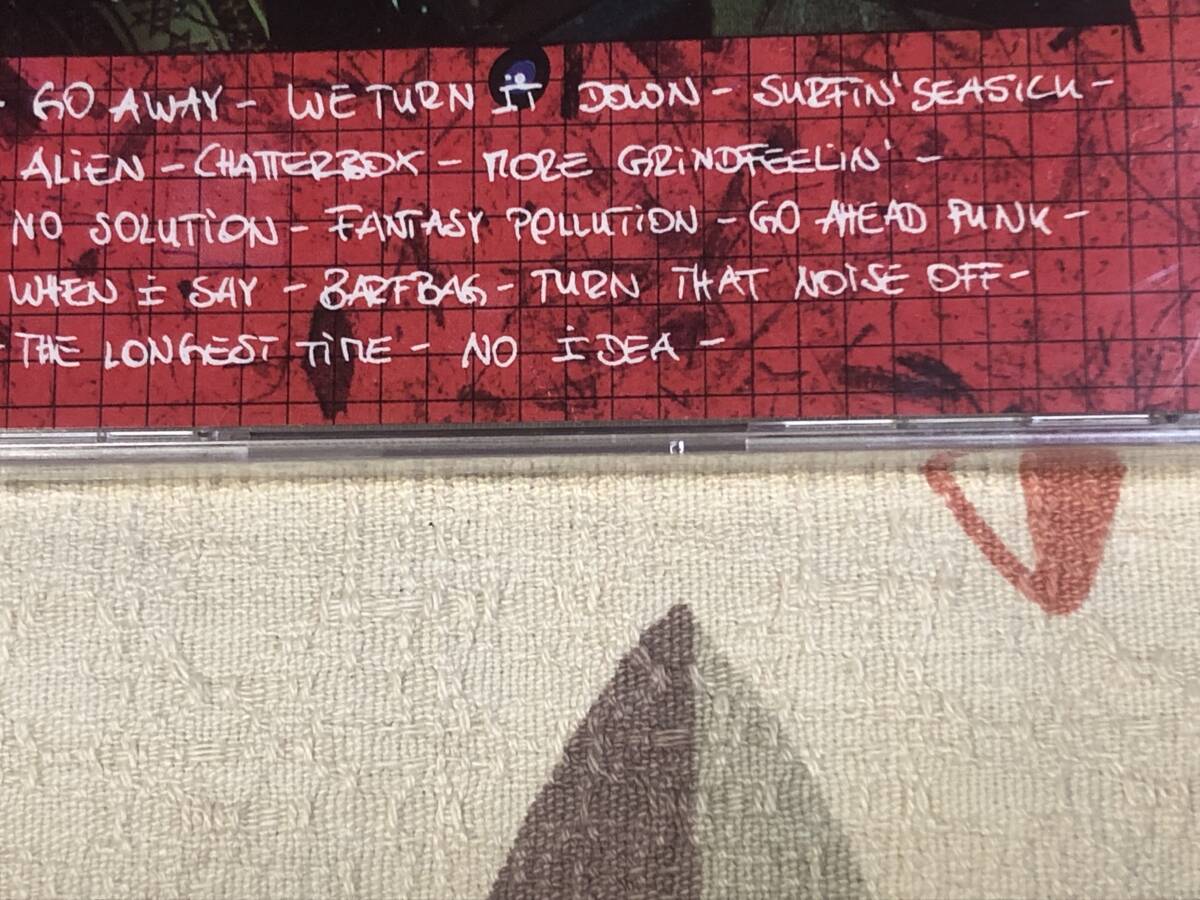 - GO AWAY - WE TURN IT DOWN - SURFIN' SEASICK -
ALIEN - CHATTERBOX - MORE GRINDFEELIN' -
NO SOLUTION - FANTASY POLLUTION - GO AHEAD PUNK -
WHEN I SAY - BARFBAG - TURN THAT NOISE OFF -
- THE LONGEST TIME - NO IDEA -